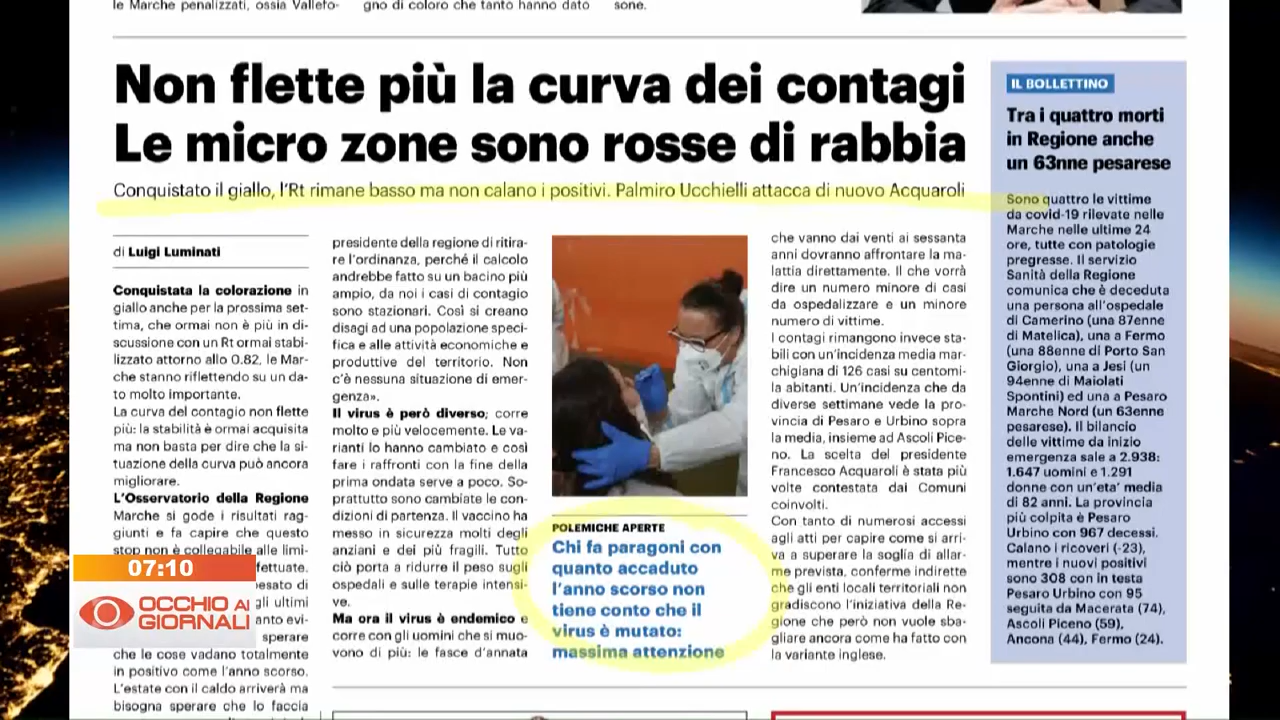 le Marche penalizzati, ossia Vallefo-
gno di coloro che tanto hanno dato
sone.
Non flette più la curva dei contagi
Le micro zone sono rosse di rabbia
Conquistato il giallo, l’Rt rimane basso ma non calano i positivi. Palmiro Ucchielli attacca di nuovo Acquaroli
di Luigi Luminati
Conquistata la colorazione in
giallo anche per la prossima set-
tima, che ormai non è più in di-
scussione con un Rt ormai stabi-
lizzato attorno allo 0.82, le Mar-
che stanno riflettendo su un da-
to molto importante.
La curva del contagio non flette
più: la stabilità è ormai acquisita
ma non basta per dire che la si-
tuazione della curva può ancora
migliorare.
L’Osservatorio della Regione
Marche si gode i risultati rag-
giunti e fa capire che questo
stop non è collegabile alle limi-
fettuate.
esato di
gli ultimi
anto evi-
sperare
che le cose vadano totalmente
in positivo come l’anno scorso.
L’estate con il caldo arriverà ma
bisogna sperare che lo faccia
presidente della regione di ritira-
re l’ordinanza, perché il calcolo
andrebbe fatto su un bacino più
ampio, da noi i casi di contagio
sono stazionari. Così si creano
disagi ad una popolazione speci-
fica e alle attività economiche e
produttive del territorio. Non
c’è nessuna situazione di emer-
genza».
Il virus è però diverso; corre
molto e più velocemente. Le va-
rianti lo hanno cambiato e così
fare i raffronti con la fine della
prima ondata serve a poco. So-
prattutto sono cambiate le con-
dizioni di partenza. Il vaccino ha
messo in sicurezza molti degli
anziani e dei più fragili. Tutto
ciò porta a ridurre il peso sugli
ospedali e sulle terapie intensi-
ve.
Ma ora il virus è endemico e
corre con gli uomini che si muo-
vono di più: le fasce d’annata
POLEMICHE APERTE
Chi fa paragoni con
quanto accaduto
l’anno scorso non
tiene conto che il
virus è mutato:
massima attenzione
che vanno dai venti ai sessanta
anni dovranno affrontare la ma-
lattia direttamente. Il che vorrà
dire un numero minore di casi
da ospedalizzare e un minore
numero di vittime.
I contagi rimangono invece sta-
bili con un’incidenza media mar-
chigiana di 126 casi su centomi-
la abitanti. Un’incidenza che da
diverse settimane vede la pro-
vincia di Pesaro e Urbino sopra
la media, insieme ad Ascoli Pice-
no. La scelta del presidente
Francesco Acquaroli è stata più
volte contestata dai Comuni
coinvolti.
Con tanto di numerosi accessi
agli atti per capire come si arri-
va a superare la soglia di allar-
me prevista, conferme indirette
che gli enti locali territoriali non
gradiscono l’iniziativa della Re-
gione che però non vuole sba-
gliare ancora come ha fatto con
la variante inglese.
IL BOLLETTINO
Tra i quattro morti
in Regione anche
un 63nne pesarese
Sono quattro le vittime
da covid-19 rilevate nelle
Marche nelle ultime 24
ore, tutte con patologie
pregresse. Il servizio
Sanità della Regione
comunica che è deceduta
una persona all’ospedale
di Camerino (una 87enne
di Matelica), una a Fermo
(una 88enne di Porto San
Giorgio), una a Jesi (un
94enne di Maiolati
Spontini) ed una a Pesaro
Marche Nord (un 63enne
pesarese). Il bilancio
delle vittime da inizio
emergenza sale a 2.938:
1.647 uomini e 1.291
donne con un’eta’ media
di 82 anni. La provincia
più colpita è Pesaro
Urbino con 967 decessi.
Calano i ricoveri (-23),
mentre i nuovi positivi
sono 308 con in testa
Pesaro Urbino con 95
seguita da Macerata (74),
Ascoli Piceno (59),
Ancona (44), Fermo (24).
07:10
OCCHIO AI
GIORNALI